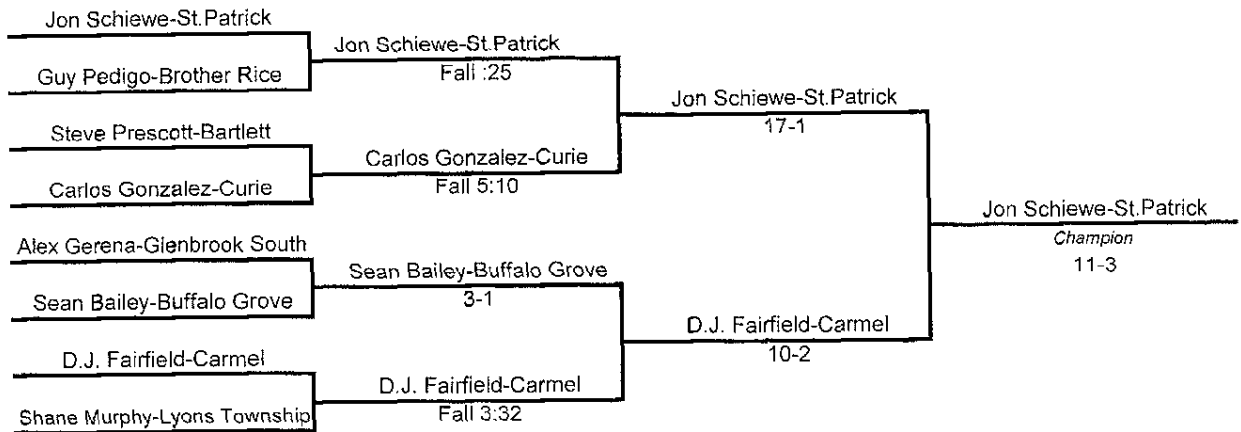 Jon Schiewe-St.Patrick
Guy Pedigo-Brother Rice
Steve Prescott-Bartlett
Carlos Gonzalez-Curie
Alex Gerena-Glenbrook South
Sean Bailey-Buffalo Grove
D.J. Fairfield-Carmel
Shane Murphy-Lyons Township
Jon Schiewe-St.Patrick
Fall :25
Carlos Gonzalez-Curie
Fall 5:10
Sean Bailey-Buffalo Grove
3-1
D.J. Fairfield-Carmel
Fall 3:32
Jon Schiewe-St.Patrick
17-1
D.J. Fairfield-Carmel
10-2
Jon Schiewe-St.Patrick
Champion
11-3